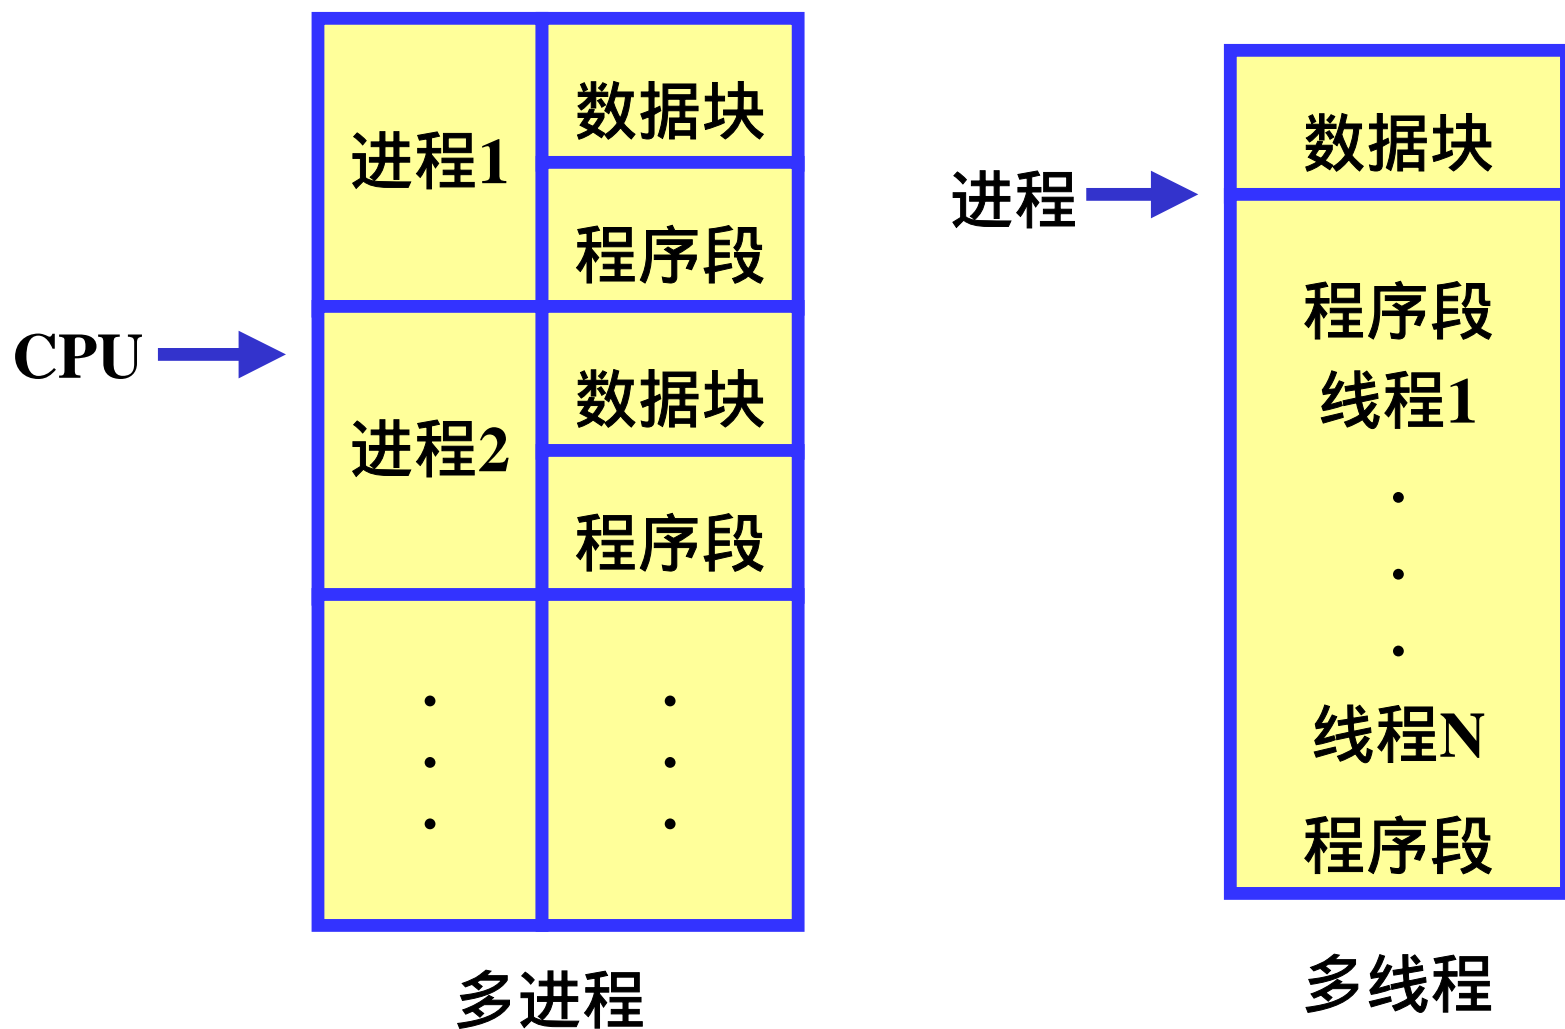 CPU
进程1
数据块
程序段
进程2
数据块
程序段
.
.
.
.
.
.
多进程
进程
数据块
程序段
线程1
.
.
.
线程N
程序段
多线程